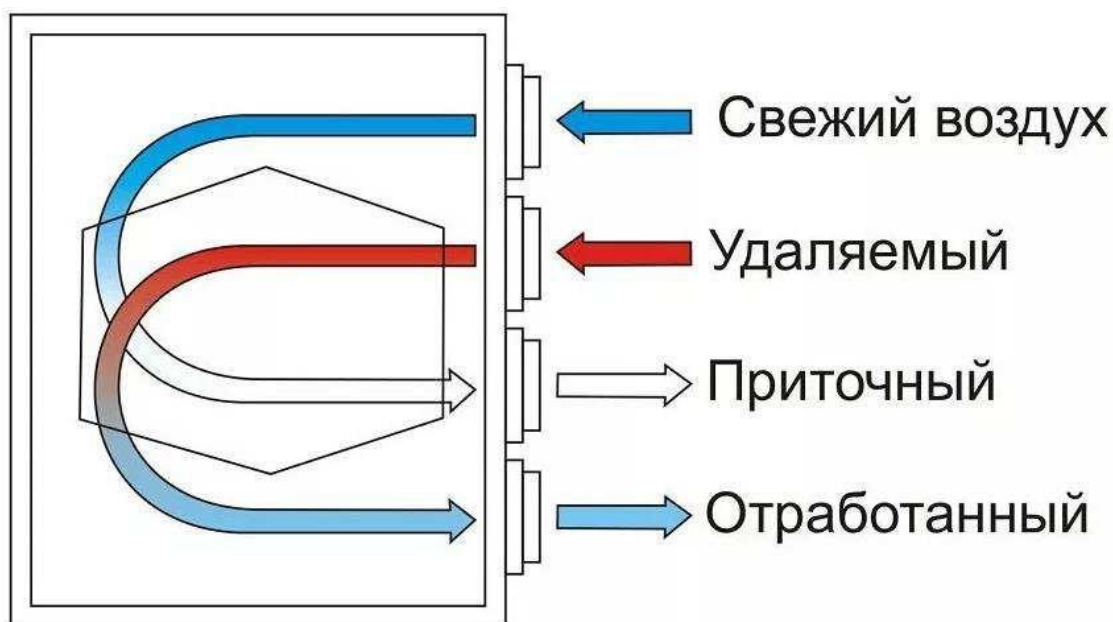 Свежий воздух
Удаляемый
Приточный
Отработанный